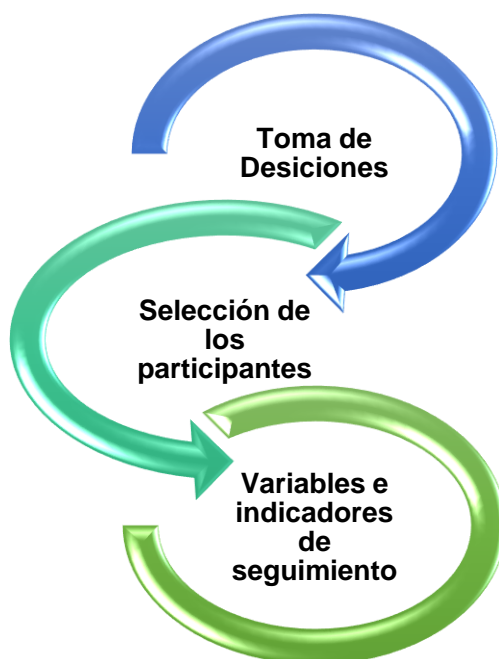 Toma de
Desiciones
Selección de
los
participantes
Variables e
indicadores
de
seguimiento